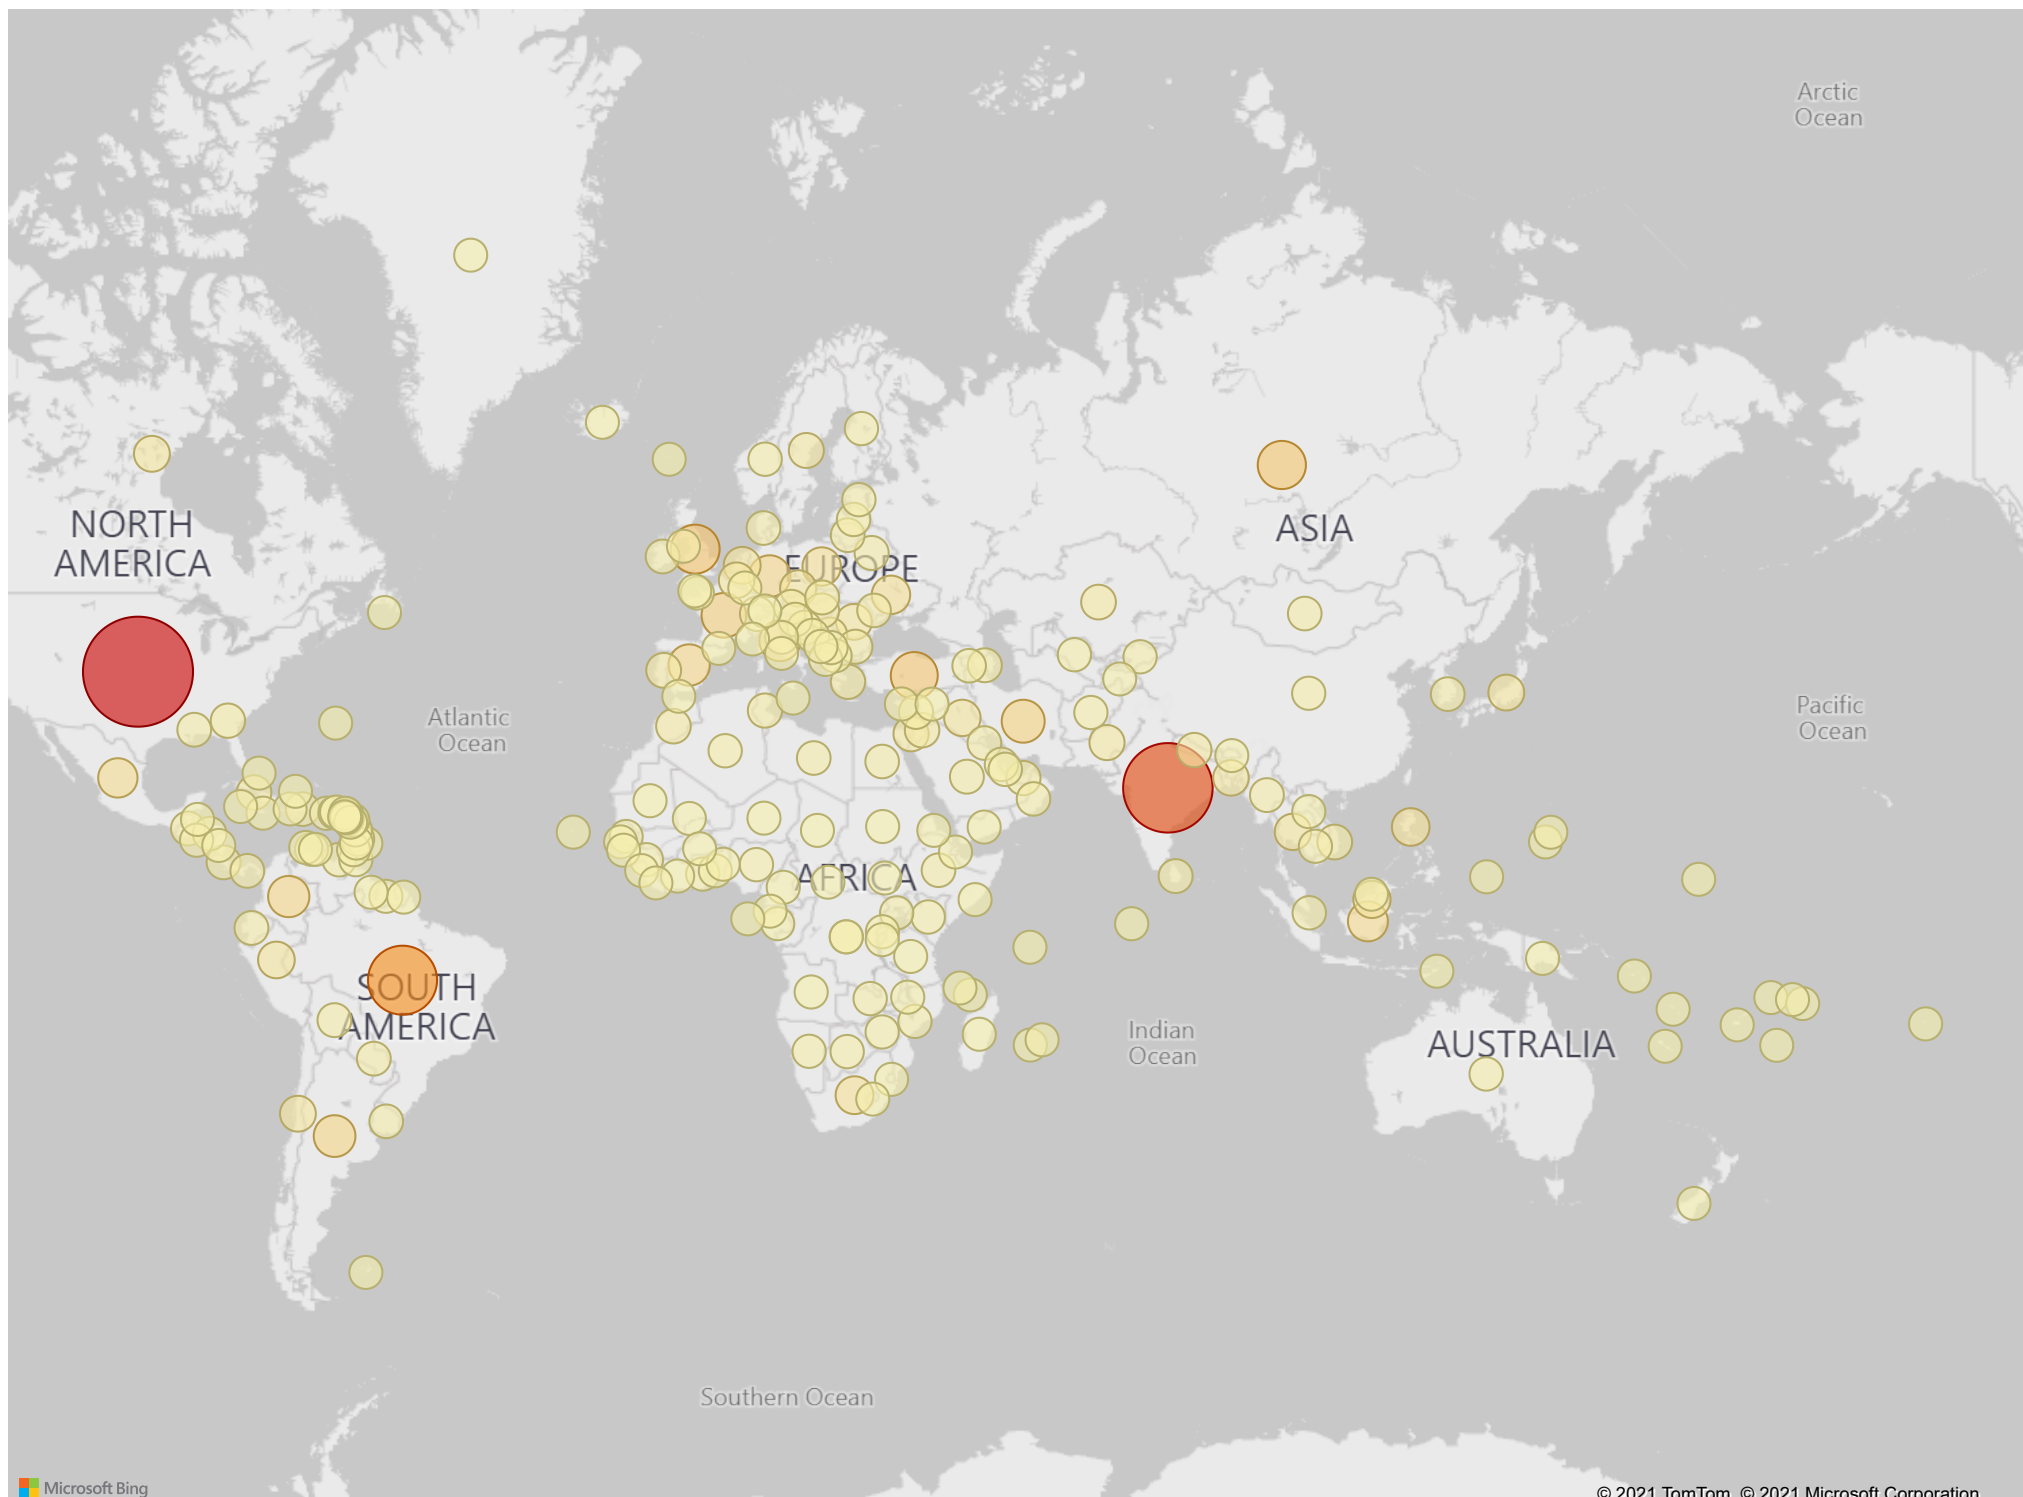 Arctic
Ocean
NORTH
AMERICA
ASIA
EUROPE
Atlantic
Ocean
Pacific
Ocean
AFRICA
SOUTH
AMERICA
Indian
Ocean
AUSTRALIA
Southern Ocean
Microsoft Bing
© 2021 TomTom, © 2021 Microsoft Corporation